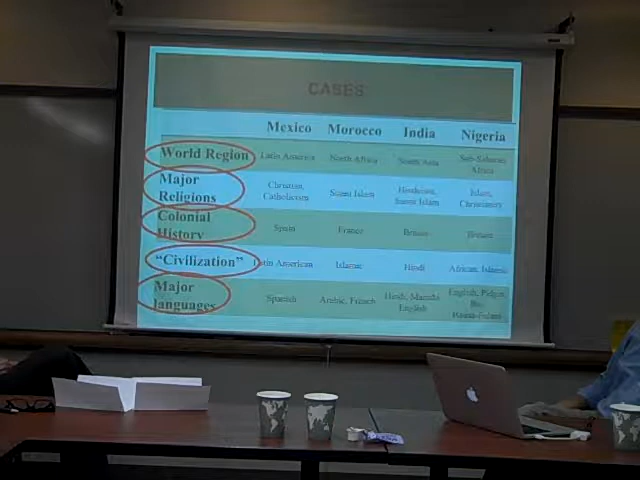 CASES
Mexico Morocco India Nigeria
World Region Latin America North Africa South Asia Sub-Saharan
Africa
Major Christian, Sunni Islam Hinduism, Islam,
Religions Catholicism Sunni Islam Christianity
Colonial
History Spain France Britain Britain
“Civilization” Latin American Islamic Hindi African, Islamic
Major English, Pidgin,
languages Spanish Arabic, French Hindi, English